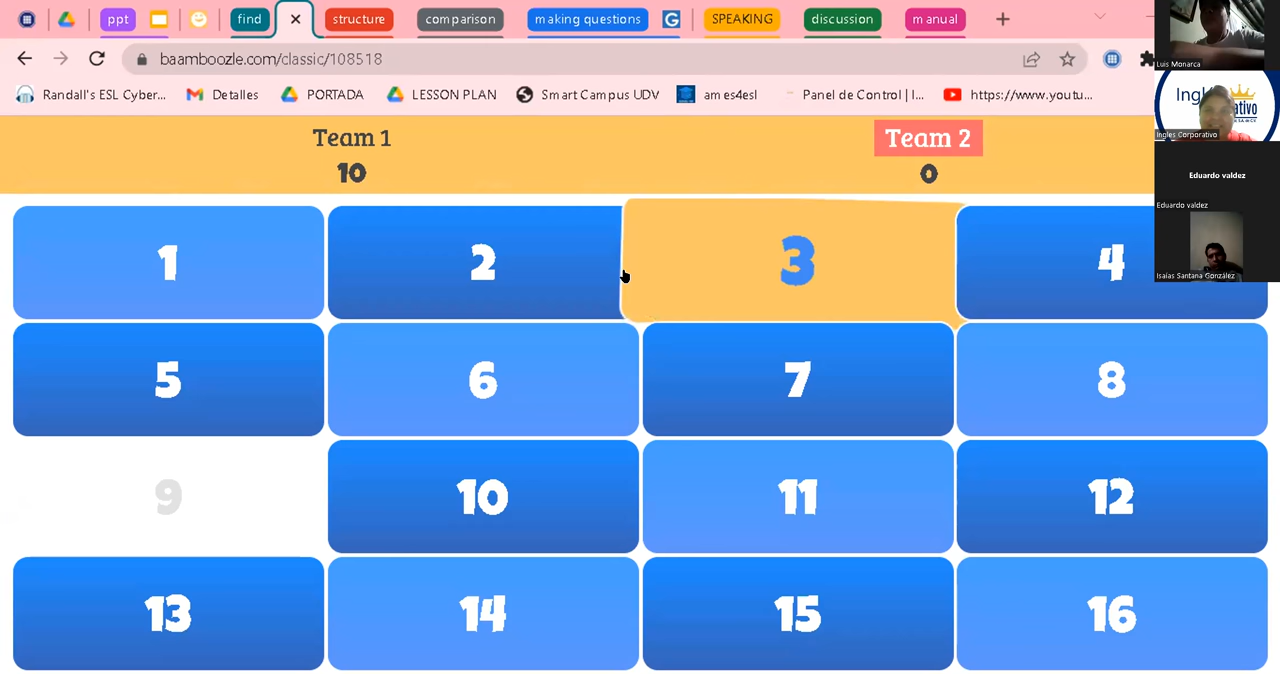 ppt find structure comparison making questions SPEAKING discussion manual
baamboozle.com/classic/108518
Randall's ESL Cyber... Detalles PORTADA LESSON PLAN Smart Campus UDV ames4esl Panel de Control | I... https://www.youtu...
Team 1 Team 2
10 0
1 2 3 4
5 6 7 8
9 10 11 12
13 14 15 16
Luis Monarca
Ingles Corporativo
Eduardo valdez
Eduardo valdez
Isaías Santana González